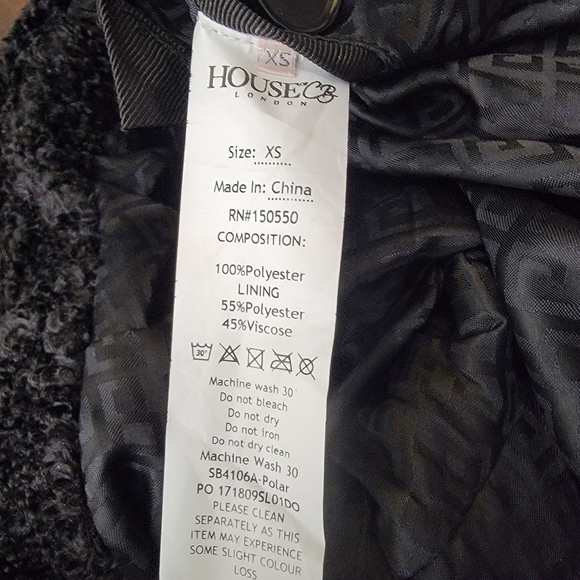 XS
HOUSE CB
LONDON
Size: XS
Made In: China
RN#150550
COMPOSITION:
100%Polyester
LINING
55%Polyester
45%Viscose
30°
Machine wash 30°
Do not bleach
Do not dry
Do not iron
Do not dry clean
Machine Wash 30
SB4106A-Polar
PO 171809SL01DO
PLEASE CLEAN
SEPARATELY AS THIS
ITEM MAY EXPERIENCE
SOME SLIGHT COLOUR
LOSS